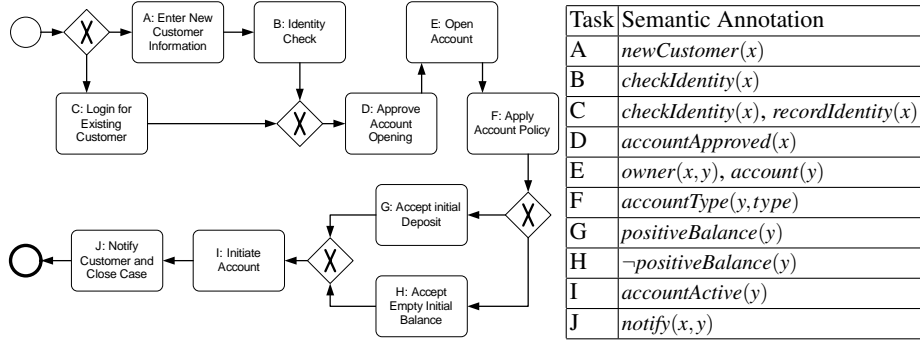 X
A: Enter New
Customer
Information
B: Identity
Check
C: Login for
Existing
Customer
X
D: Approve
Account
Opening
E: Open
Account
F: Apply
Account Policy
X
G: Accept initial
Deposit
H: Accept
Empty Initial
Balance
X
I: Initiate
Account
J: Notify
Customer and
Close Case
Task Semantic Annotation
A newCustomer(x)
B checkIdentity(x)
C checkIdentity(x), recordIdentity(x)
D accountApproved(x)
E owner(x,y), account(y)
F accountType(y,type)
G positiveBalance(y)
H ¬positiveBalance(y)
I accountActive(y)
J notify(x,y)